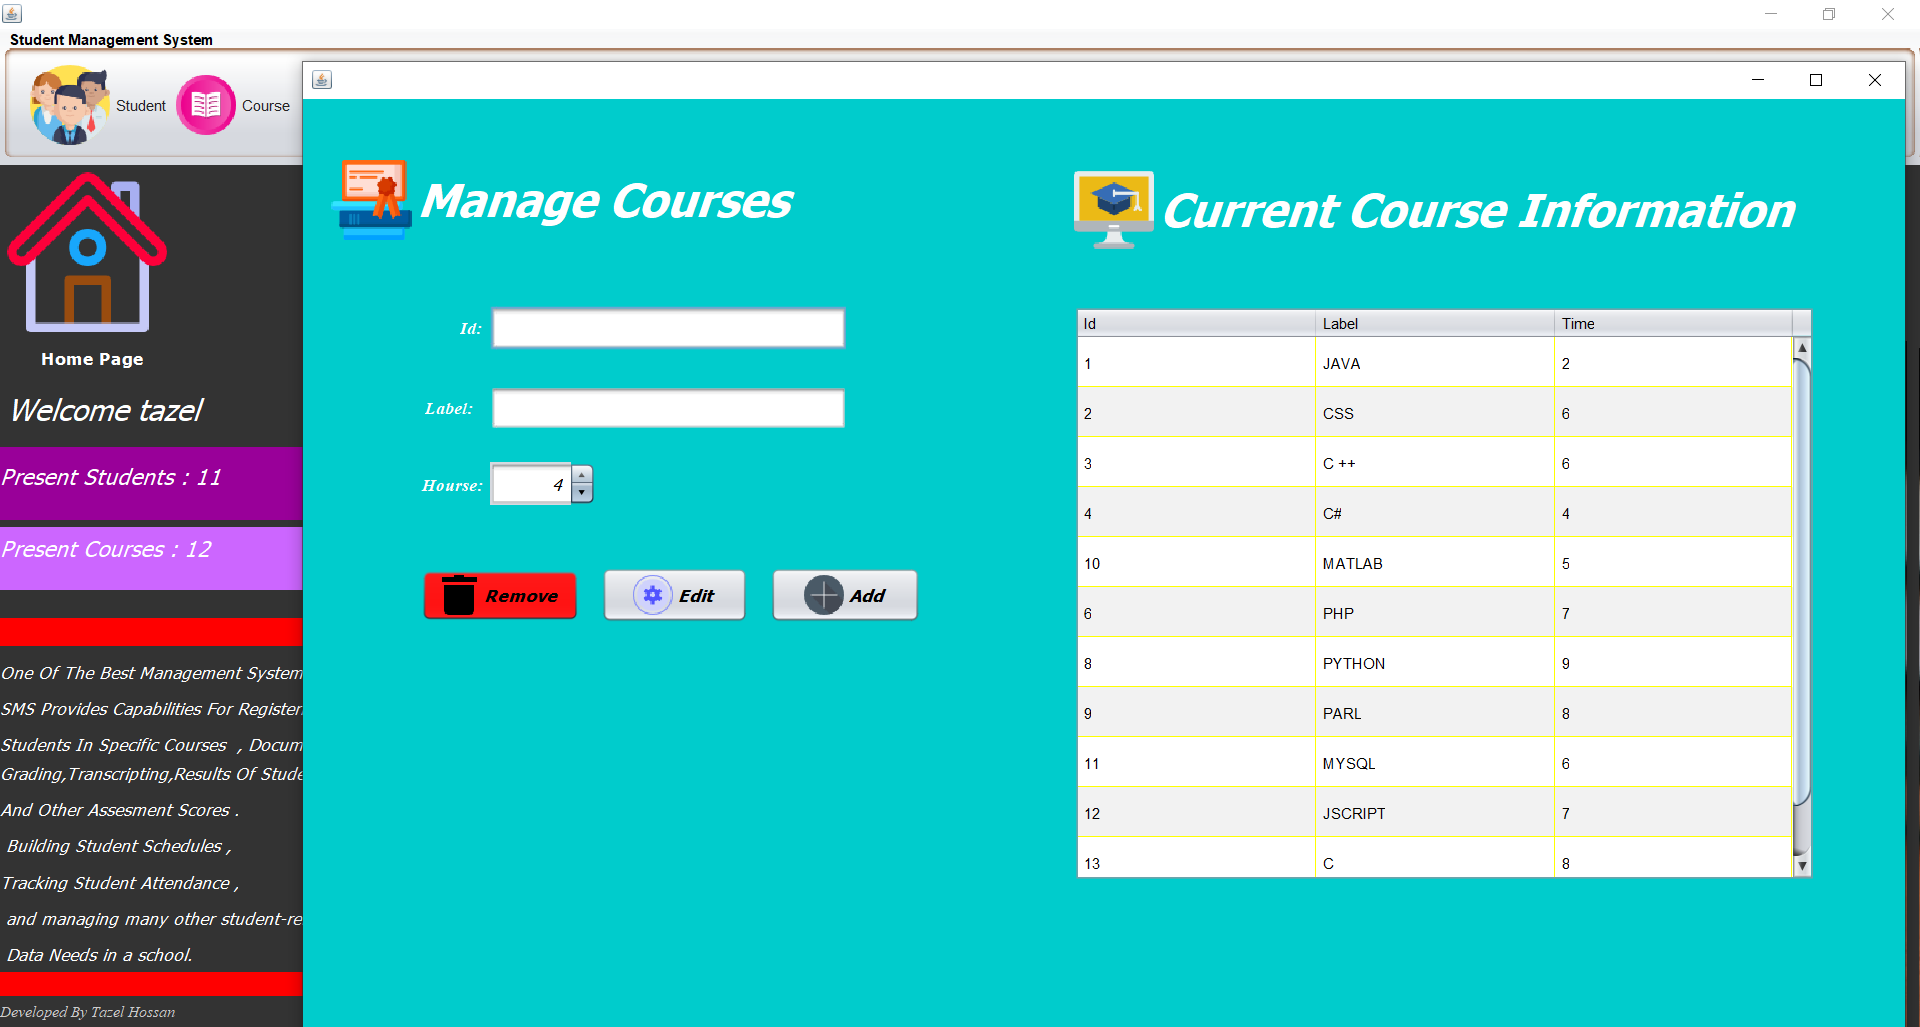 Student Management System
Student
Course
Home Page
Welcome tazel
Present Students : 11
Present Courses : 12
One Of The Best Management System
SMS Provides Capabilities For Register
Students In Specific Courses , Docum
Grading,Transcripting,Results Of Stude
And Other Assesment Scores .
Building Student Schedules ,
Tracking Student Attendance ,
and managing many other student-re
Data Needs in a school.
Developed By Tazel Hossan
Manage Courses
Id:
Label:
Hourse: 4
Remove
Edit
Add
Current Course Information
Id Label Time
1 JAVA 2
2 CSS 6
3 C ++ 6
4 C# 4
10 MATLAB 5
6 PHP 7
8 PYTHON 9
9 PARL 8
11 MYSQL 6
12 JSCRIPT 7
13 C 8